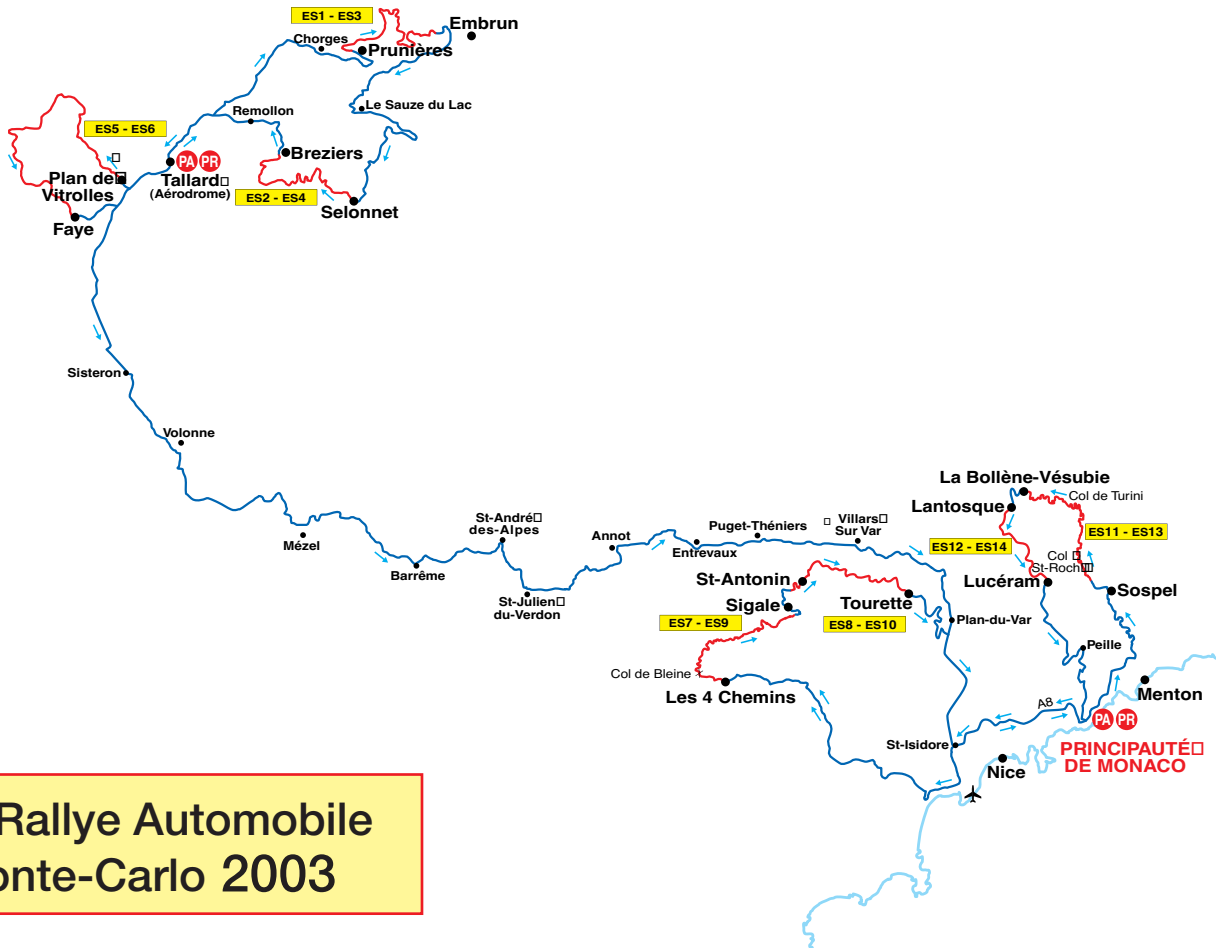 ES1 - ES3
Embrun
Chorges
Prunières
Le Sauze du Lac
Remollon
ES5 - ES6
Breziers
PA PR
Plan de
Vitrolles
Tallard
(Aérodrome)
ES2 - ES4
Selonnet
Faye
Sisteron
Volonne
Mézel
Barrême
St-André
des-Alpes
St-Julien
du-Verdon
Annot
Entrevaux
Puget-Théniers
Villars
Sur Var
La Bollène-Vésubie
Col de Turini
Lantosque
ES11 - ES13
ES12 - ES14
Col
St-Roch
Lucéram
Sospel
St-Antonin
Sigale
Tourette
ES7 - ES9
ES8 - ES10
Plan-du-Var
Peille
Col de Bleine
Les 4 Chemins
Menton
A8
PA PR
St-Isidore
PRINCIPAUTÉ
DE MONACO
Nice
Rallye Automobile
onte-Carlo 2003